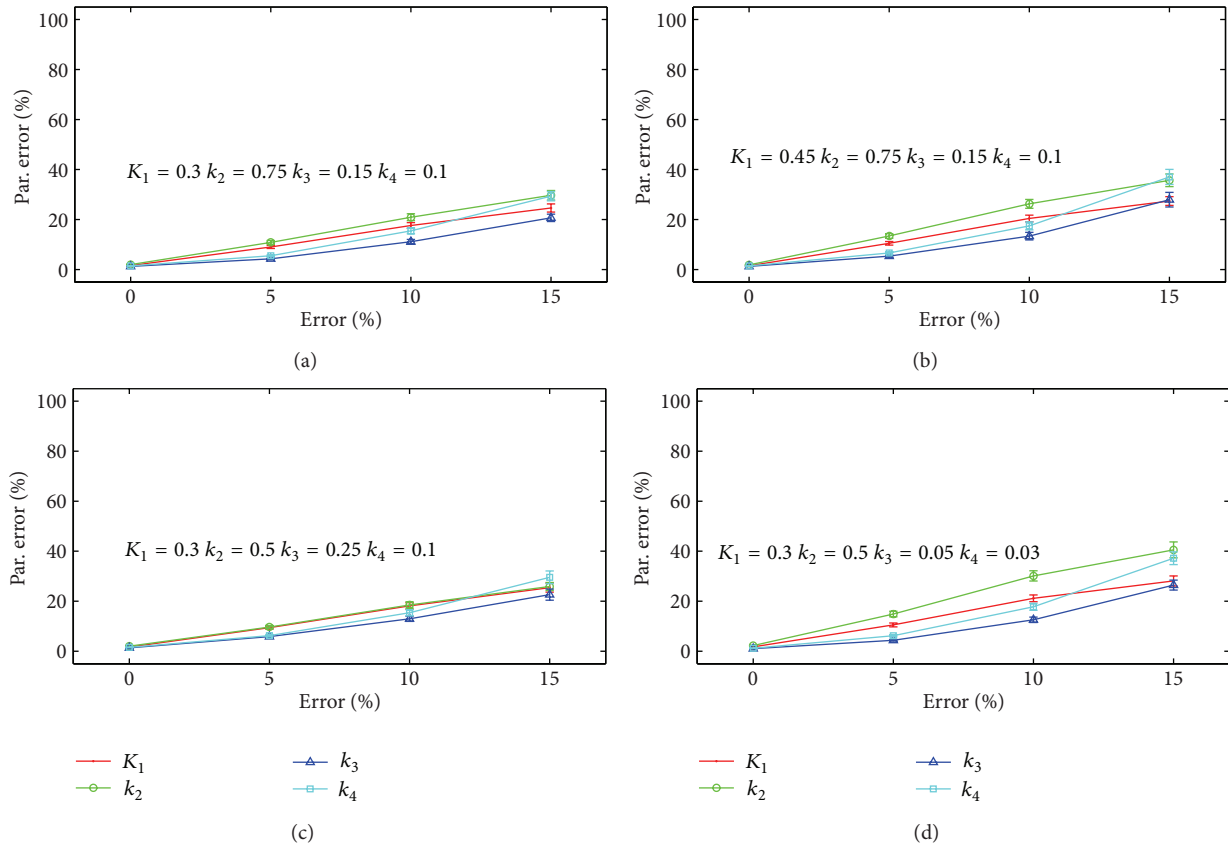 100
80
60
40
20
0
Par. error (%)
K1 = 0.3 k2 = 0.75 k3 = 0.15 k4 = 0.1
0 5 10 15
Error (%)
(a)
100
80
60
40
20
0
Par. error (%)
K1 = 0.45 k2 = 0.75 k3 = 0.15 k4 = 0.1
0 5 10 15
Error (%)
(b)
100
80
60
40
20
0
Par. error (%)
K1 = 0.3 k2 = 0.5 k3 = 0.25 k4 = 0.1
0 5 10 15
Error (%)
K1
k2
k3
k4
(c)
100
80
60
40
20
0
Par. error (%)
K1 = 0.3 k2 = 0.5 k3 = 0.05 k4 = 0.03
0 5 10 15
Error (%)
K1
k2
k3
k4
(d)